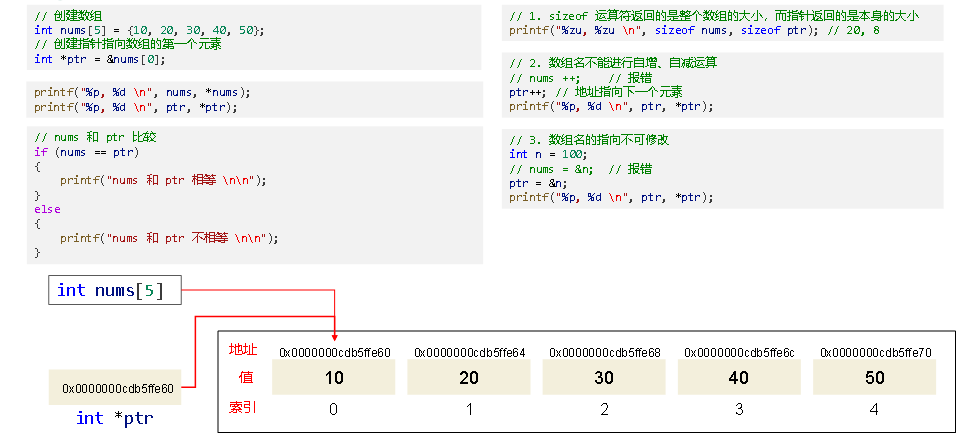 // 创建数组
int nums[5] = {10, 20, 30, 40, 50};
// 创建指针指向数组的第一个元素
int *ptr = &nums[0];
printf("%p, %d \n", nums, *nums);
printf("%p, %d \n", ptr, *ptr);
// nums 和 ptr 比较
if (nums == ptr)
{
    printf("nums 和 ptr 相等 \n\n");
}
else
{
    printf("nums 和 ptr 不相等 \n\n");
}
// 1. sizeof 运算符返回的是整个数组的大小，而指针返回的是本身的大小
printf("%zu, %zu \n", sizeof nums, sizeof ptr); // 20, 8
// 2. 数组名不能进行自增、自减运算
// nums ++;    // 报错
ptr++; // 地址指向下一个元素
printf("%p, %d \n", ptr, *ptr);
// 3. 数组名的指向不可修改
int n = 100;
// nums = &n;  // 报错
ptr = &n;
printf("%p, %d \n", ptr, *ptr);
int nums[5]
0x0000000cdb5ffe60
int *ptr
地址 0x0000000cdb5ffe60 0x0000000cdb5ffe64 0x0000000cdb5ffe68 0x0000000cdb5ffe6c 0x0000000cdb5ffe70
值 10 20 30 40 50
索引 0 1 2 3 4